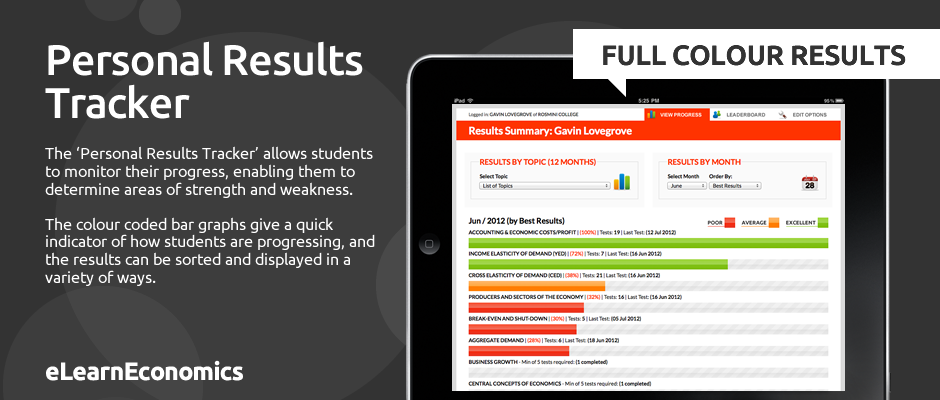 Personal Results
Tracker
The ‘Personal Results Tracker’ allows students
to monitor their progress, enabling them to
determine areas of strength and weakness.
The colour coded bar graphs give a quick
indicator of how students are progressing, and
the results can be sorted and displayed in a
variety of ways.
eLearnEconomics
FULL COLOUR RESULTS
iPad 5:25 PM 95%
Logged in: GAVIN LOVEGROVE of ROSMINI COLLEGE VIEW PROGRESS LEADERBOARD EDIT OPTIONS
Results Summary: Gavin Lovegrove
RESULTS BY TOPIC (12 MONTHS)
Select Topic
List of Topics
RESULTS BY MONTH
Select Month Order By:
June Best Results
28
Jun / 2012 (by Best Results) POOR AVERAGE EXCELLENT
ACCOUNTING & ECONOMIC COSTS/PROFIT | (100%) | Tests: 19 | Last Test: (12 Jul 2012)
INCOME ELASTICITY OF DEMAND (YED) | (72%) | Tests: 7 | Last Test: (16 Jun 2012)
CROSS ELASTICITY OF DEMAND (CED) | (38%) | Tests: 21 | Last Test: (16 Jun 2012)
PRODUCERS AND SECTORS OF THE ECONOMY | (32%) | Tests: 16 | Last Test: (16 Jun 2012)
BREAK-EVEN AND SHUT-DOWN | (30%) | Tests: 5 | Last Test: (05 Jul 2012)
AGGREGATE DEMAND | (28%) | Tests: 6 | Last Test: (18 Jun 2012)
BUSINESS GROWTH - Min of 5 tests required: (1 completed)
CENTRAL CONCEPTS OF ECONOMICS - Min of 5 tests required: (1 completed)